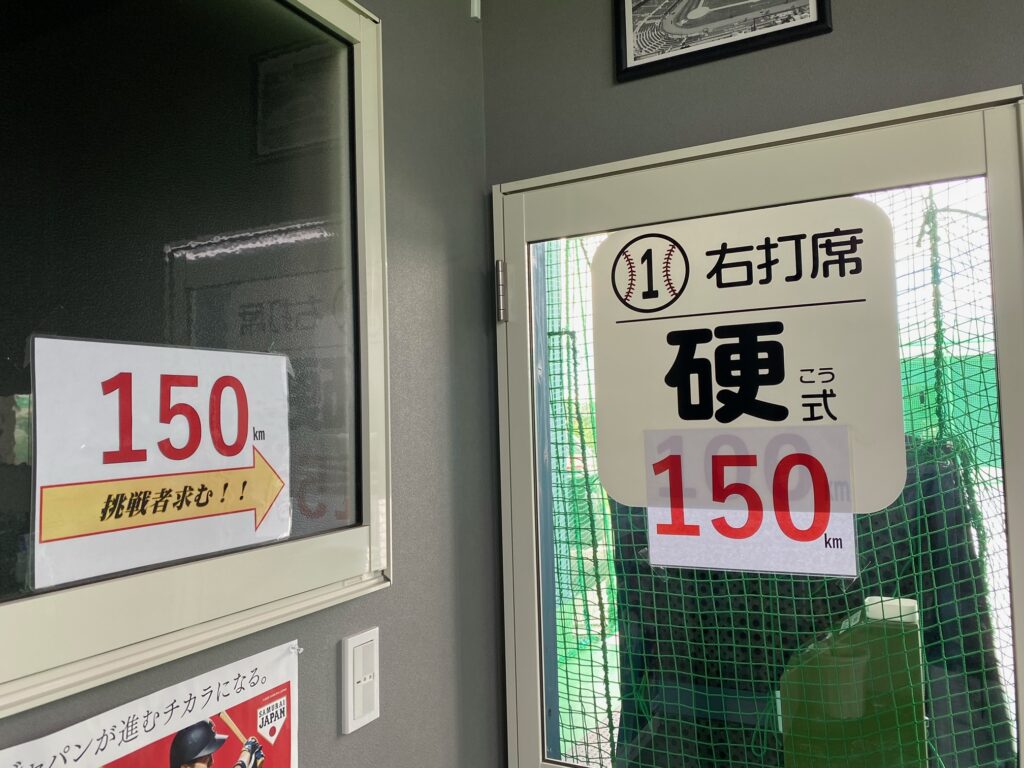 150
km
挑戦者求む！！
1 右打席
硬式
こう
150
km
ャパンが進むチカラになる。
SAMURAI
JAPAN